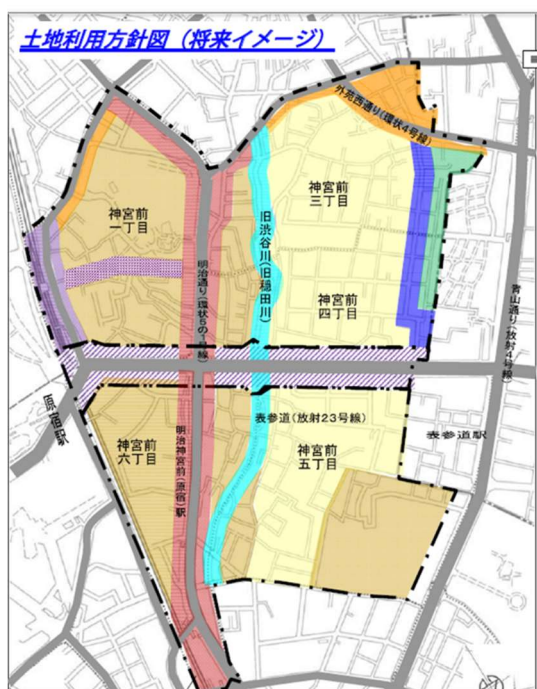 土地利用方針図（将来イメージ）
外苑西通り(環状4号線)
神宮前
三丁目
神宮前
一丁目
旧渋谷川(旧穏田川)
明治通り(環状5の1号線)
神宮前
四丁目
青山通り(放射4号線)
原宿駅
表参道(放射23号線)
表参道駅
神宮前
六丁目
明治神宮前(原宿)駅
神宮前
五丁目